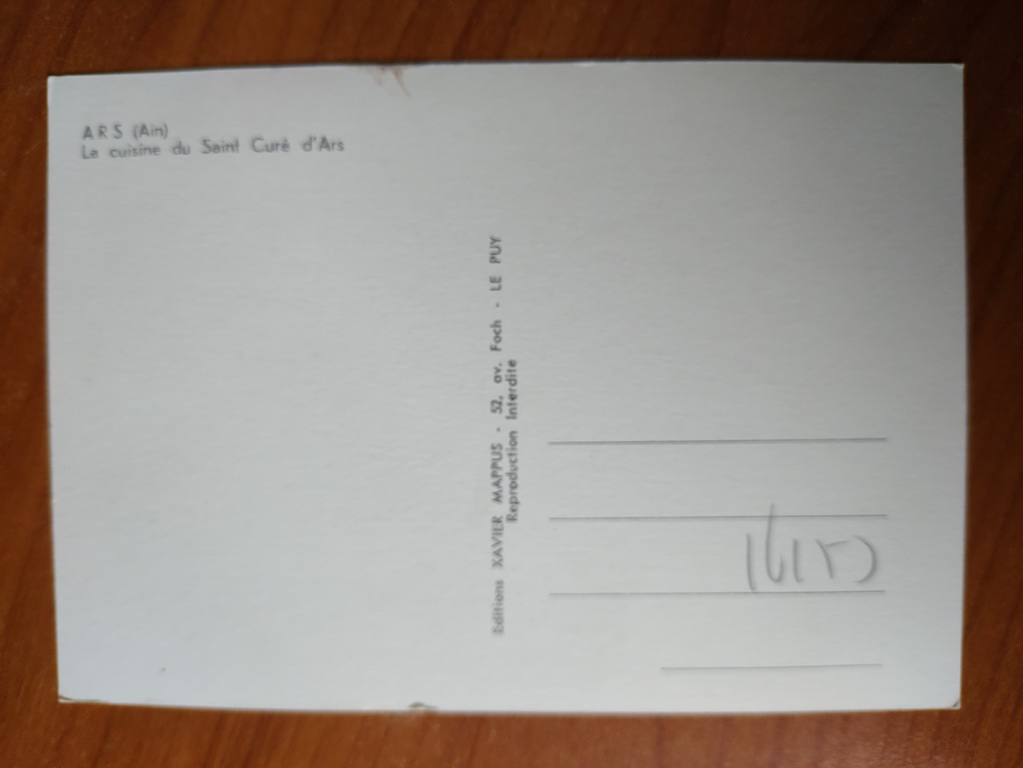 ARS (Ain)
La cuisine du Saint Curé d'Ars
Editions XAVIER MAPPUS - 52, av. Foch - LE PUY
Reproduction Interdite